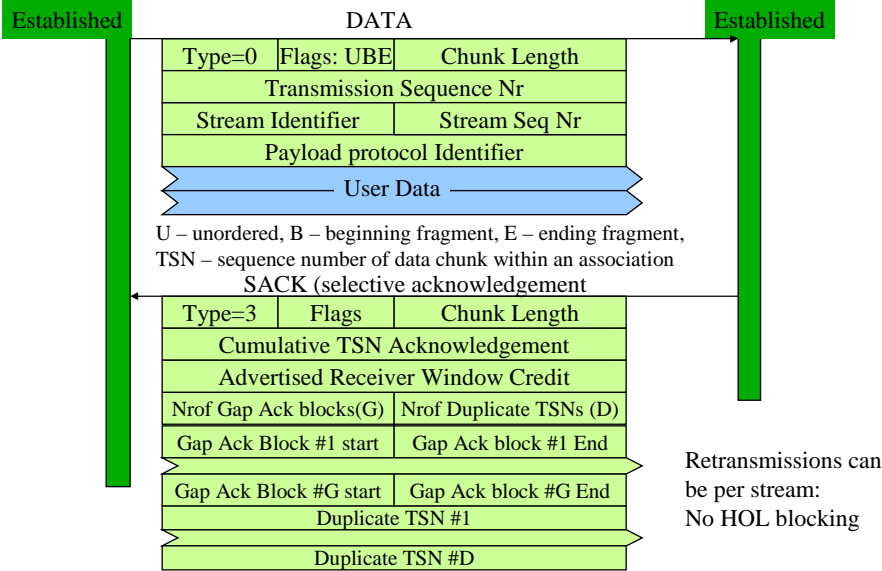 Established DATA Established
Type=0 Flags: UBE Chunk Length
Transmission Sequence Nr
Stream Identifier Stream Seq Nr
Payload protocol Identifier
User Data
U – unordered, B – beginning fragment, E – ending fragment,
TSN – sequence number of data chunk within an association
SACK (selective acknowledgement
Type=3 Flags Chunk Length
Cumulative TSN Acknowledgement
Advertised Receiver Window Credit
Nrof Gap Ack blocks(G) Nrof Duplicate TSNs (D)
Gap Ack Block #1 start Gap Ack block #1 End
Gap Ack Block #G start Gap Ack block #G End
Duplicate TSN #1
Duplicate TSN #D
Retransmissions can
be per stream:
No HOL blocking